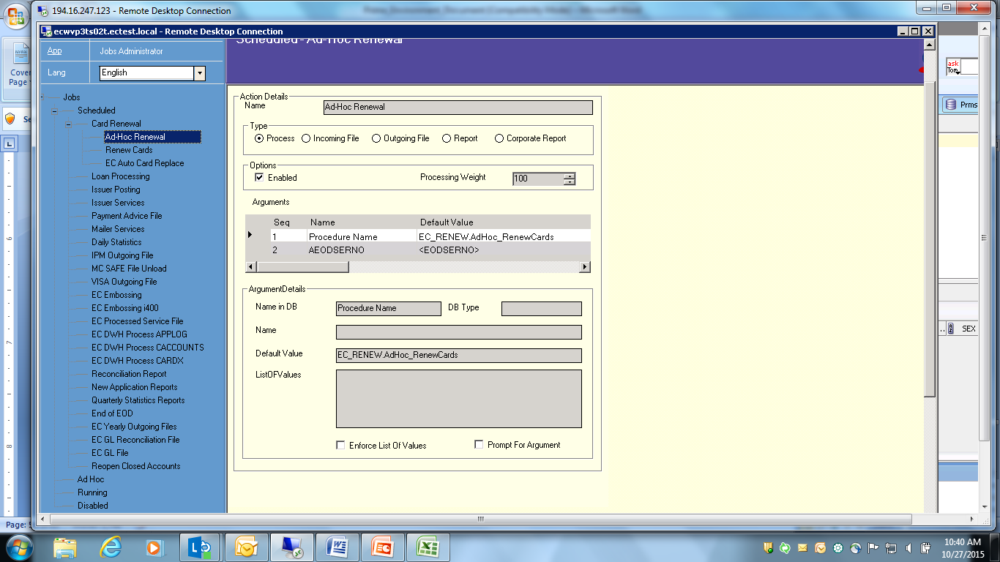 194.16.247.123 - Remote Desktop Connection
ecwvp3ts02t.ectest.local - Remote Desktop Connection
Scheduled - Ad-Hoc Renewal
App Jobs Administrator
Lang English
Cover
Page
ask
Tom
Prms
SEX
Jobs
Scheduled
Card Renewal
Ad-Hoc Renewal
Renew Cards
EC Auto Card Replace
Loan Processing
Issuer Posting
Issuer Services
Payment Advice File
Mailer Services
Daily Statistics
IPM Outgoing File
MC SAFE File Unload
VISA Outgoing File
EC Embossing
EC Embossing i400
EC Processed Service File
EC DWH Process APPLOG
EC DWH Process CACCOUNTS
EC DWH Process CARDX
Reconciliation Report
New Application Reports
Quarterly Statistics Reports
End of EOD
EC Yearly Outgoing Files
EC GL Reconciliation File
EC GL File
Reopen Closed Accounts
Ad Hoc
Running
Disabled
Action Details
Name Ad-Hoc Renewal
Type
Process Incoming File Outgoing File Report Corporate Report
Options
Enabled Processing Weight 100
Arguments
Seq Name Default Value
1 Procedure Name EC_RENEW.AdHoc_RenewCards
2 AEODSERNO <EODSERNO>
ArgumentDetails
Name in DB Procedure Name DB Type
Name
Default Value EC_RENEW.AdHoc_RenewCards
ListOfValues
Enforce List Of Values Prompt For Argument
Page:
10:40 AM
10/27/2015